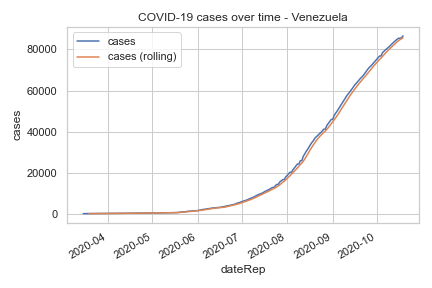 COVID-19 cases over time - Venezuela
cases
cases (rolling)
80000
60000
40000
20000
0
cases
2020-04
2020-05
2020-06
2020-07
2020-08
2020-09
2020-10
dateRep